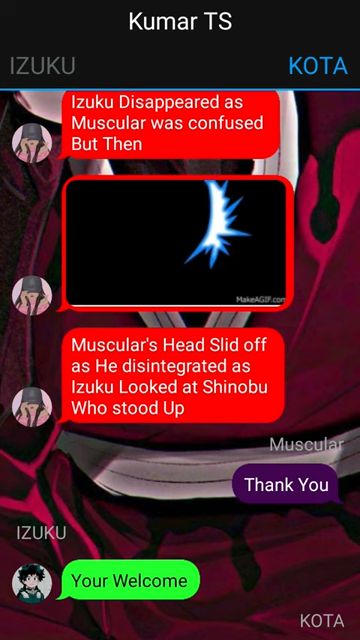 Kumar TS
IZUKU
KOTA
Izuku Disappeared as
Muscular was confused
But Then
MakeAGIF.com
Muscular's Head Slid off
as He disintegrated as
Izuku Looked at Shinobu
Who stood Up
Muscular
Thank You
IZUKU
Your Welcome
KOTA